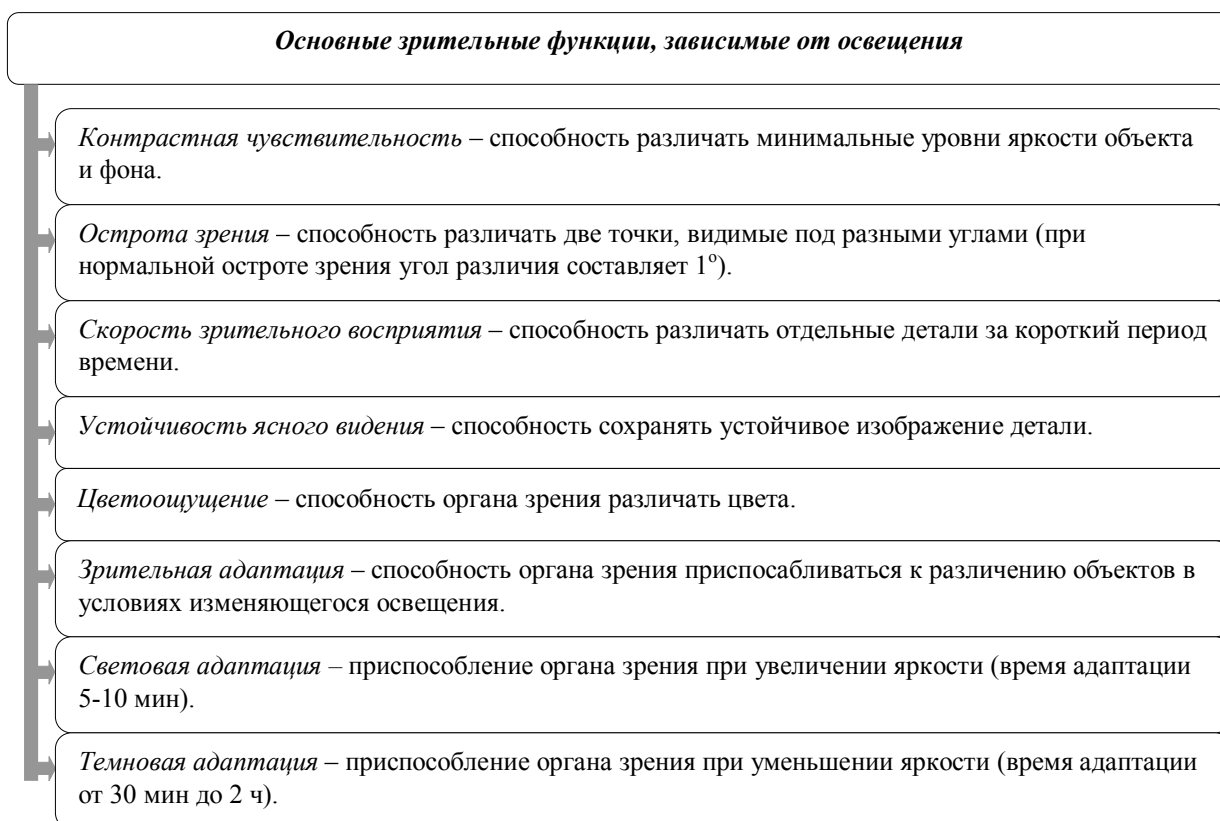 Основные зрительные функции, зависимые от освещения
Контрастная чувствительность – способность различать минимальные уровни яркости объекта
и фона.
Острота зрения – способность различать две точки, видимые под разными углами (при
нормальной остроте зрения угол различия составляет 1º).
Скорость зрительного восприятия – способность различать отдельные детали за короткий период
времени.
Устойчивость ясного видения – способность сохранять устойчивое изображение детали.
Цветоощущение – способность органа зрения различать цвета.
Зрительная адаптация – способность органа зрения приспосабливаться к различению объектов в
условиях изменяющегося освещения.
Световая адаптация – приспособление органа зрения при увеличении яркости (время адаптации
5-10 мин).
Темновая адаптация – приспособление органа зрения при уменьшении яркости (время адаптации
от 30 мин до 2 ч).